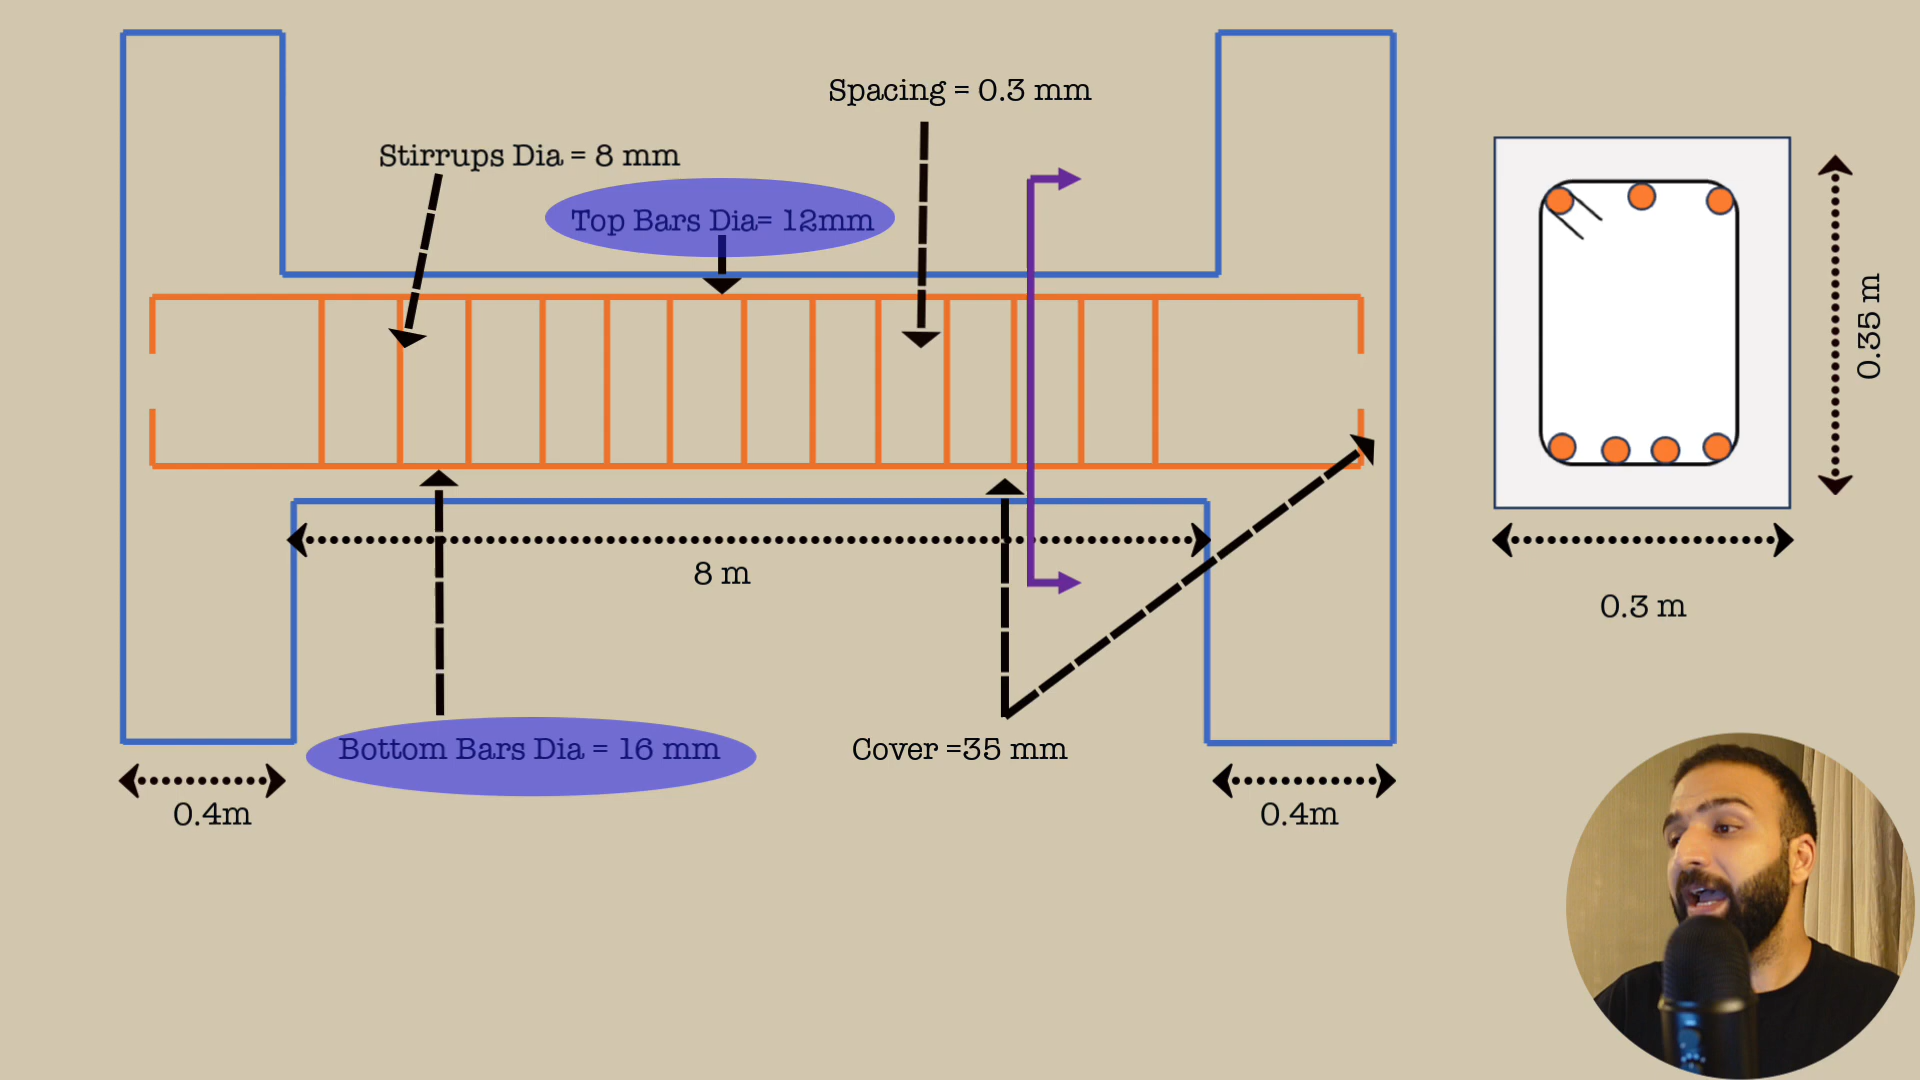 Spacing = 0.3 mm
Stirrups Dia = 8 mm
Top Bars Dia= 12mm
0.35 m
8 m
0.3 m
Bottom Bars Dia = 16 mm
Cover =35 mm
0.4m
0.4m